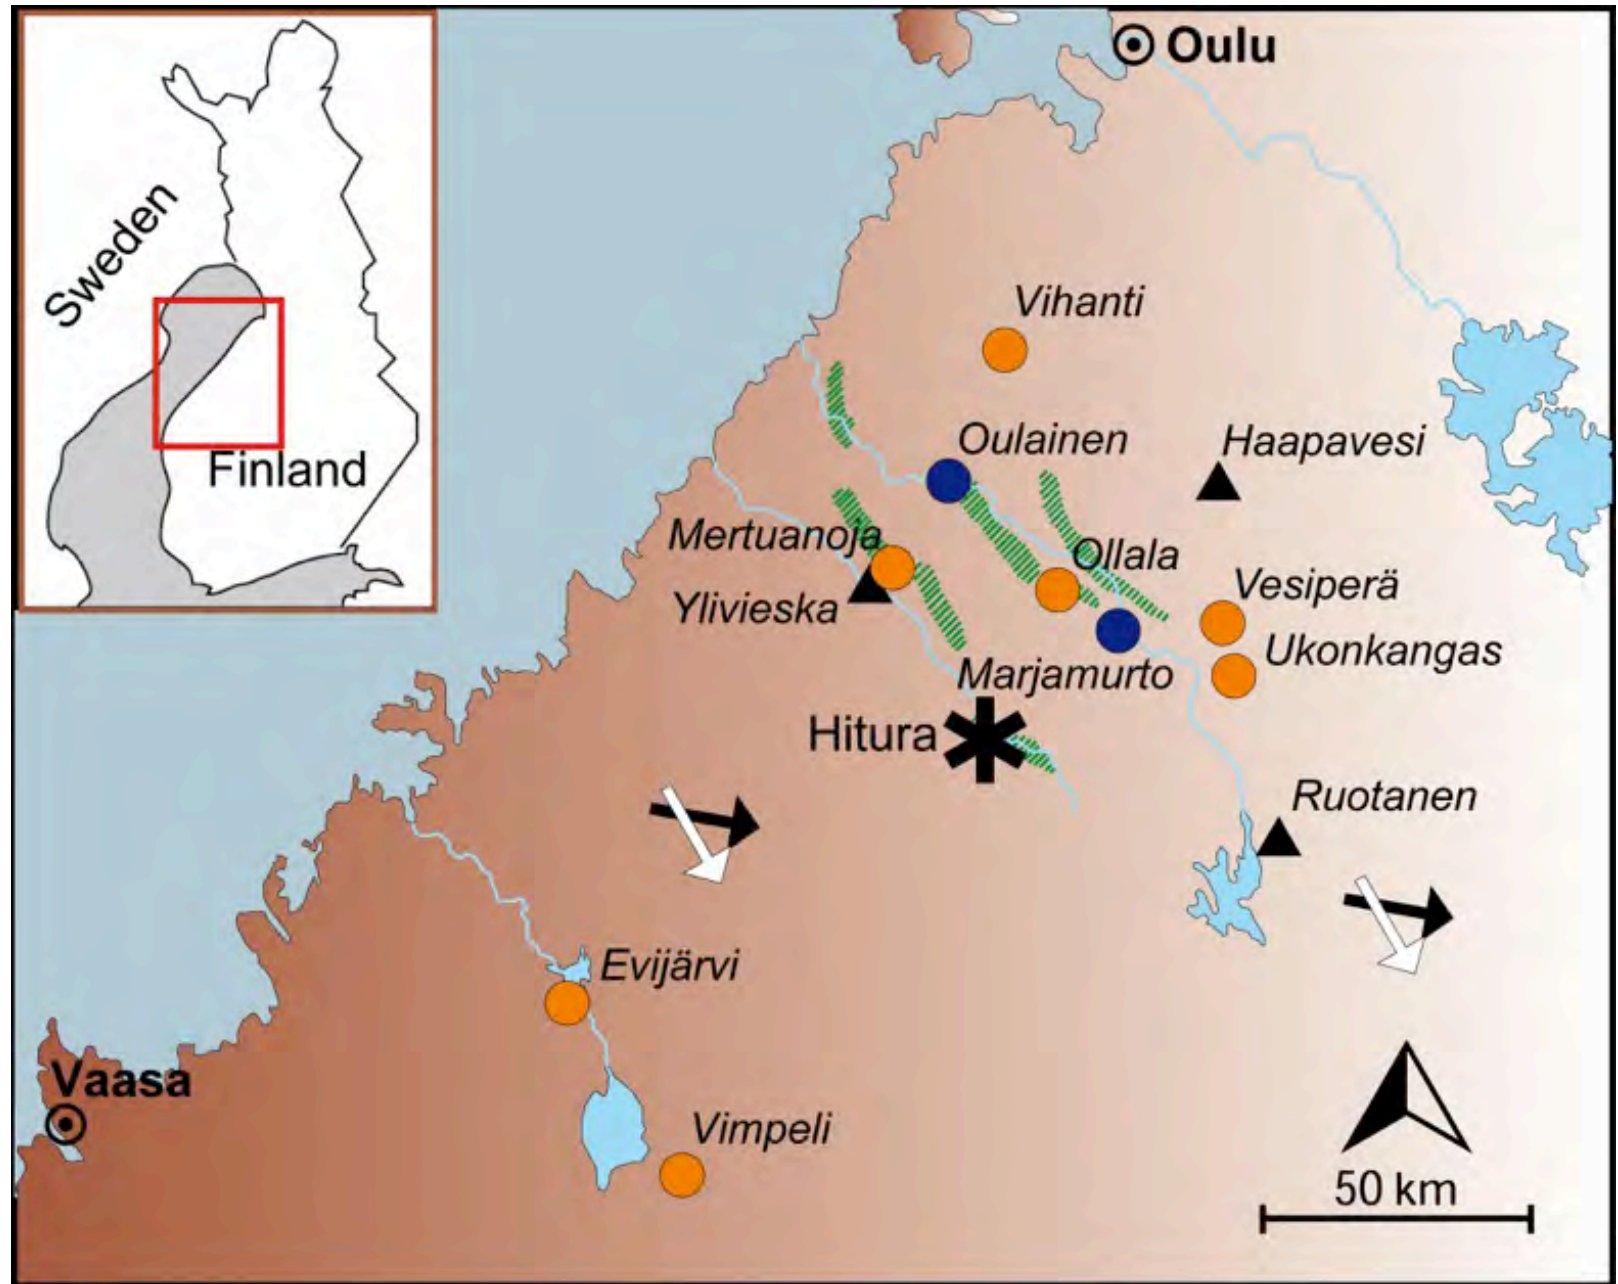 Oulu
Sweden
Finland
Vihanti
Oulainen
Haapavesi
Mertuanoja
Ollala
Vesiperä
Ylivieska
Ukonkangas
Marjamurto
Hitura
Ruotanen
Evijärvi
Vaasa
Vimpeli
50 km